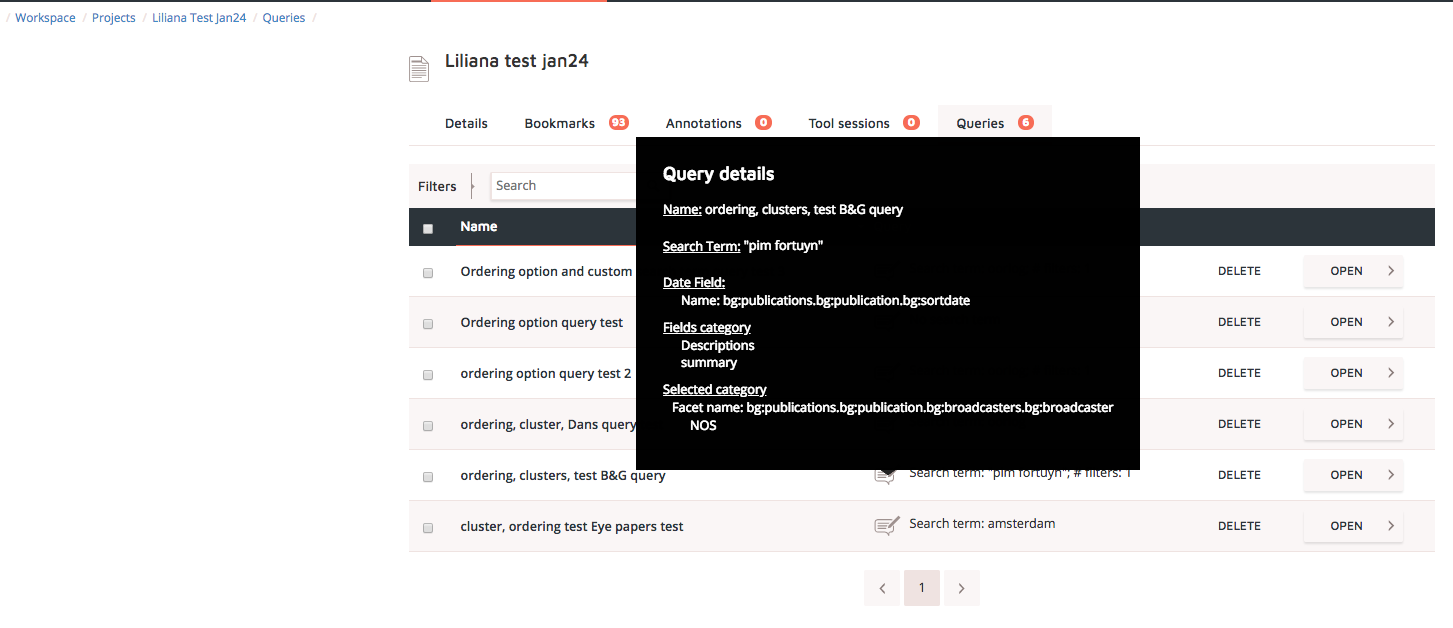 / Workspace / Projects / Liliana Test Jan24 / Queries /
Liliana test jan24
Details Bookmarks 93 Annotations 0 Tool sessions 0 Queries 6
Filters Search
Name
Ordering option and custom DELETE OPEN
Ordering option query test DELETE OPEN
ordering option query test 2 DELETE OPEN
ordering, cluster, Dans query DELETE OPEN
ordering, clusters, test B&G query Search term: "pim fortuyn"; # filters: 1 DELETE OPEN
cluster, ordering test Eye papers test Search term: amsterdam DELETE OPEN
1
Query details
Name: ordering, clusters, test B&G query
Search Term: "pim fortuyn"
Date Field:
Name: bg:publications.bg:publication.bg:sortdate
Fields category
Descriptions
summary
Selected category
Facet name: bg:publications.bg:publication.bg:broadcasters.bg:broadcaster
NOS